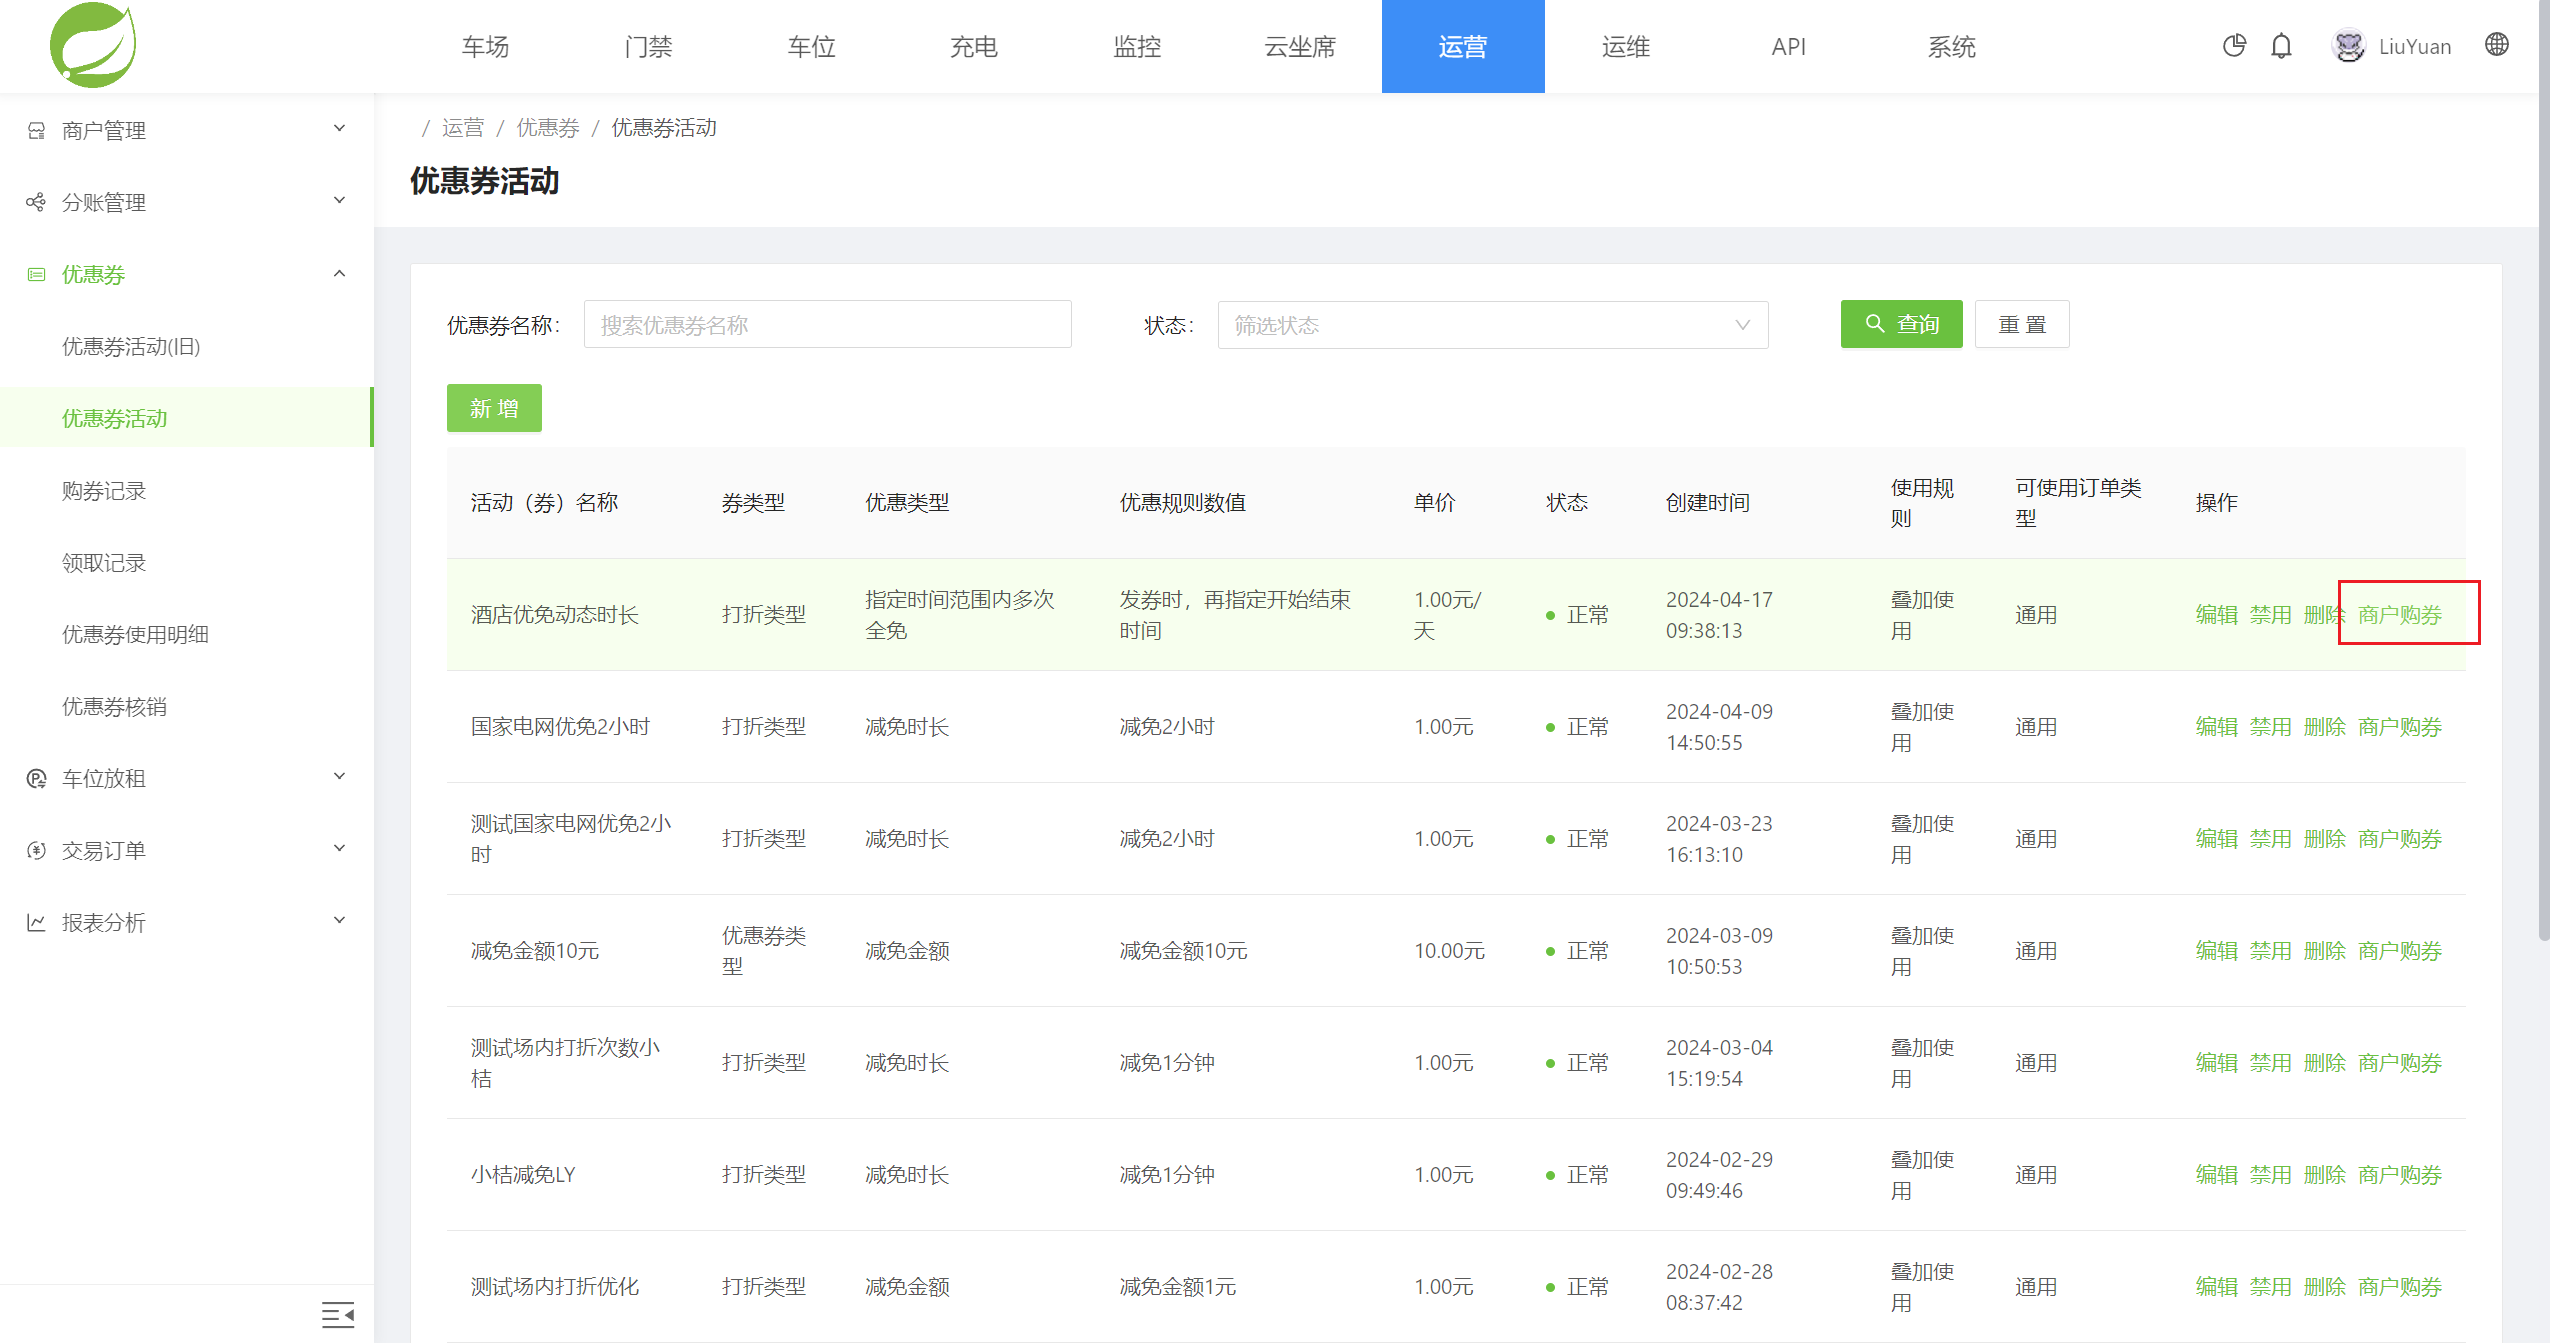 车场 门禁 车位 充电 监控 云坐席 运营 运维 API 系统 LiuYuan
商户管理
分账管理
优惠券
优惠券活动(旧)
优惠券活动
购券记录
领取记录
优惠券使用明细
优惠券核销
车位放租
交易订单
报表分析
/ 运营 / 优惠券 / 优惠券活动
优惠券活动
优惠券名称: 搜索优惠券名称 状态: 筛选状态 查询 重 置
新 增
活动（券）名称 券类型 优惠类型 优惠规则数值 单价 状态 创建时间 使用规则 可使用订单类型 操作
酒店优免动态时长 打折类型 指定时间范围内多次全免 发券时，再指定开始结束时间 1.00元/天 正常 2024-04-17 09:38:13 叠加使用 通用 编辑 禁用 删除 商户购券
国家电网优免2小时 打折类型 减免时长 减免2小时 1.00元 正常 2024-04-09 14:50:55 叠加使用 通用 编辑 禁用 删除 商户购券
测试国家电网优免2小时 打折类型 减免时长 减免2小时 1.00元 正常 2024-03-23 16:13:10 叠加使用 通用 编辑 禁用 删除 商户购券
减免金额10元 优惠券类型 减免金额 减免金额10元 10.00元 正常 2024-03-09 10:50:53 叠加使用 通用 编辑 禁用 删除 商户购券
测试场内打折次数小桔 打折类型 减免时长 减免1分钟 1.00元 正常 2024-03-04 15:19:54 叠加使用 通用 编辑 禁用 删除 商户购券
小桔减免LY 打折类型 减免时长 减免1分钟 1.00元 正常 2024-02-29 09:49:46 叠加使用 通用 编辑 禁用 删除 商户购券
测试场内打折优化 打折类型 减免金额 减免金额1元 1.00元 正常 2024-02-28 08:37:42 叠加使用 通用 编辑 禁用 删除 商户购券